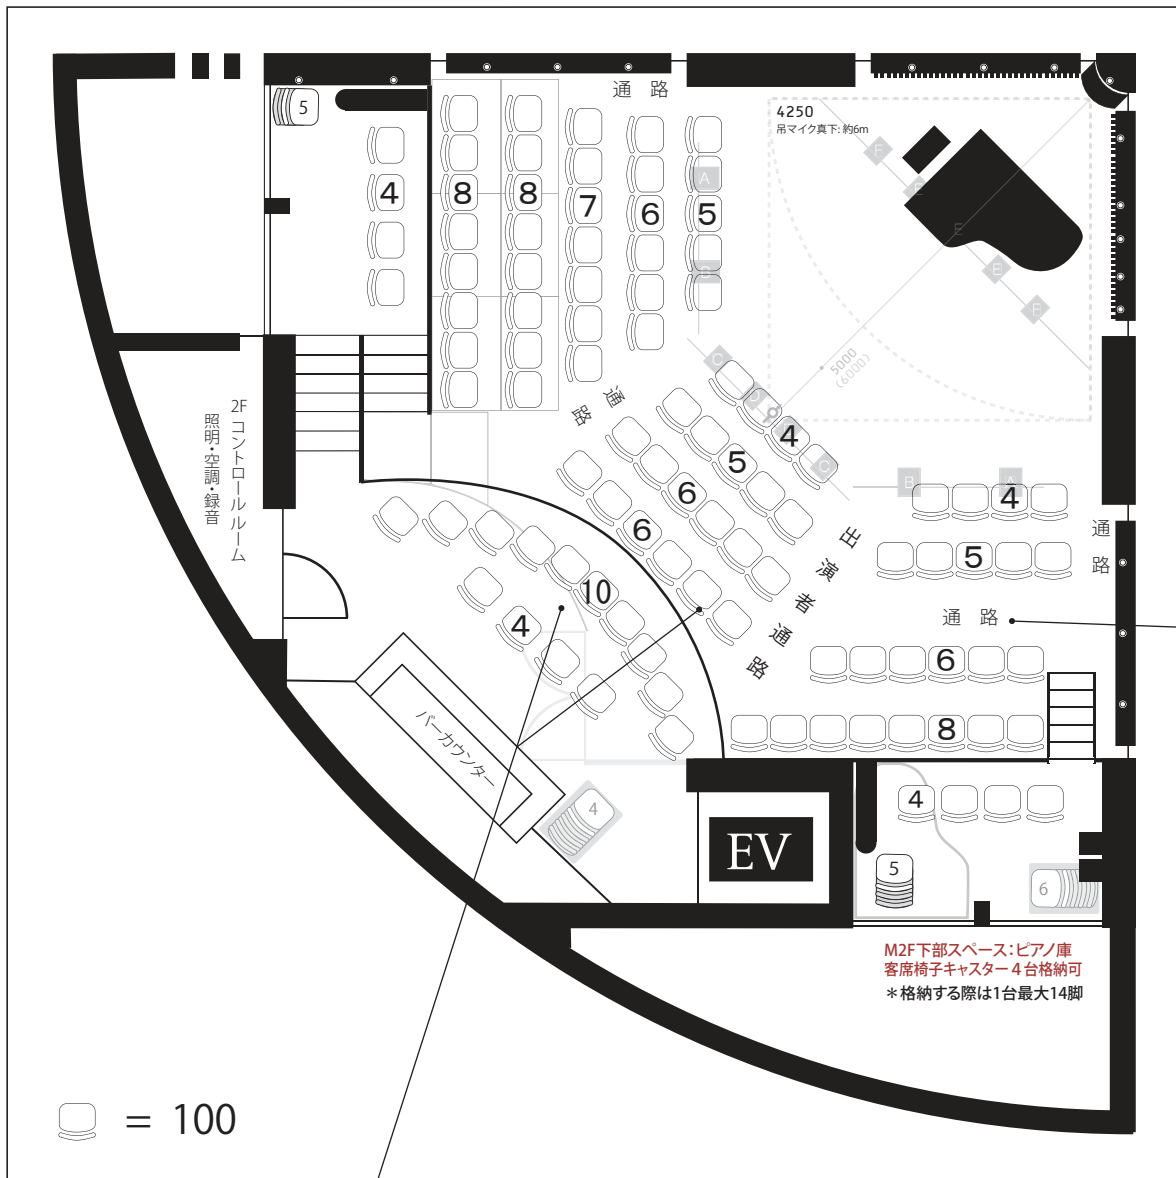 通 路
5
4250
吊マイク真下: 約6m
F
A
E
4
8
8
7
6
5
E
B
E
F
5000
(6000)
C
D
通路
4
C
5
6
6
B
A
4
2F コントロールルーム
照明・空調・録音
出演者通路
通路
5
10
4
通 路
6
8
バーカウンター
4
4
EV
5
6
M2F下部スペース：ピアノ庫
客席椅子キャスター４台格納可
＊格納する際は1台最大14脚
= 100